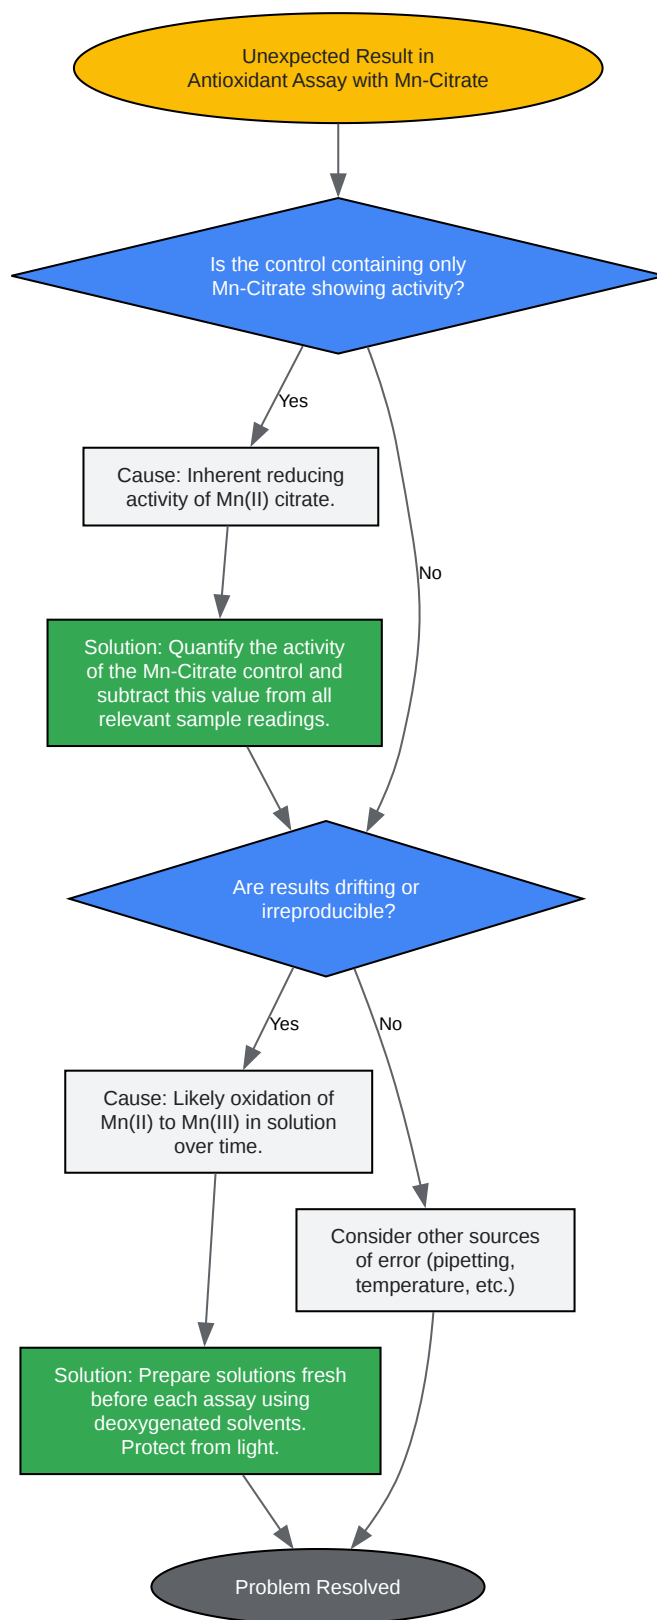 Unexpected Result in
Antioxidant Assay with Mn-Citrate
Is the control containing only
Mn-Citrate showing activity?
Yes
Cause: Inherent reducing
activity of Mn(II) citrate.
No
Solution: Quantify the activity
of the Mn-Citrate control and
subtract this value from all
relevant sample readings.
Are results drifting or
irreproducible?
Yes
No
Cause: Likely oxidation of
Mn(II) to Mn(III) in solution
over time.
Consider other sources
of error (pipetting,
temperature, etc.)
Solution: Prepare solutions fresh
before each assay using
deoxygenated solvents.
Protect from light.
Problem Resolved